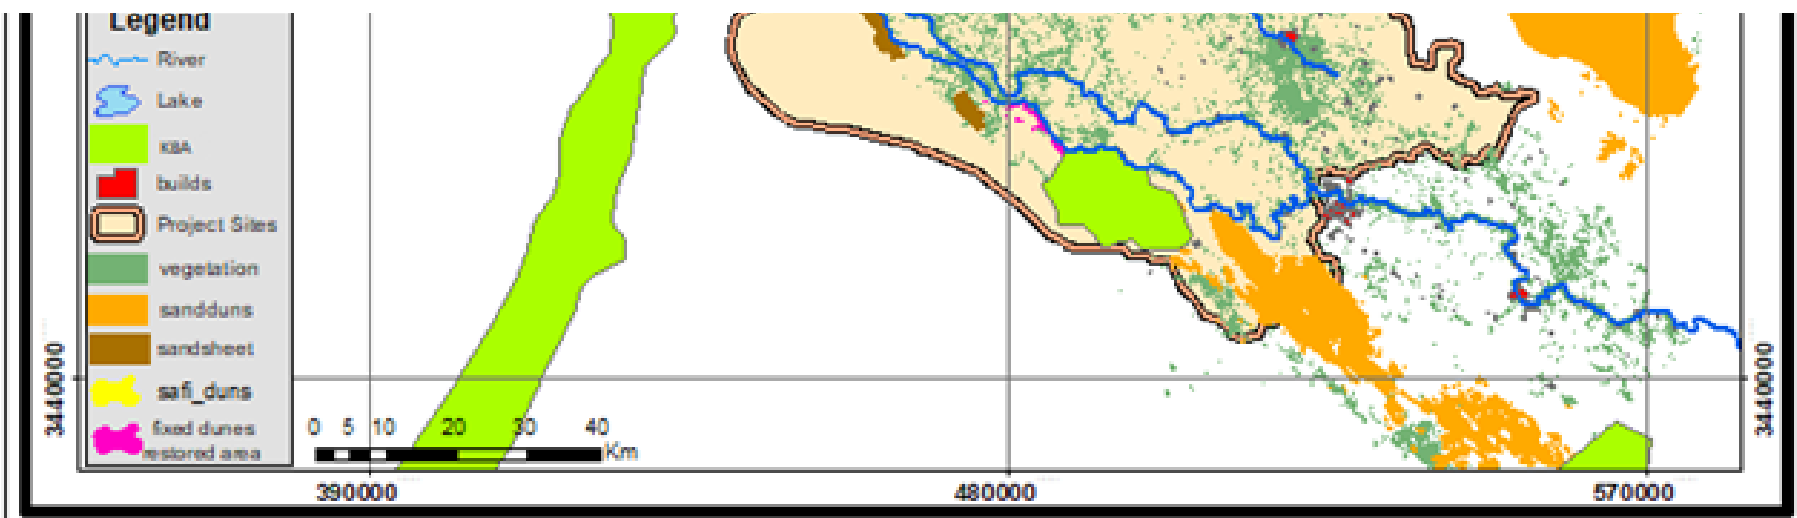 Legend
River
Lake
KBA
builds
Project Sites
vegetation
sandduns
sandsheet
safi_duns
fixed dunes
restored area
0 5 10 20 30 40
Km
3440000
3440000
390000 480000 570000